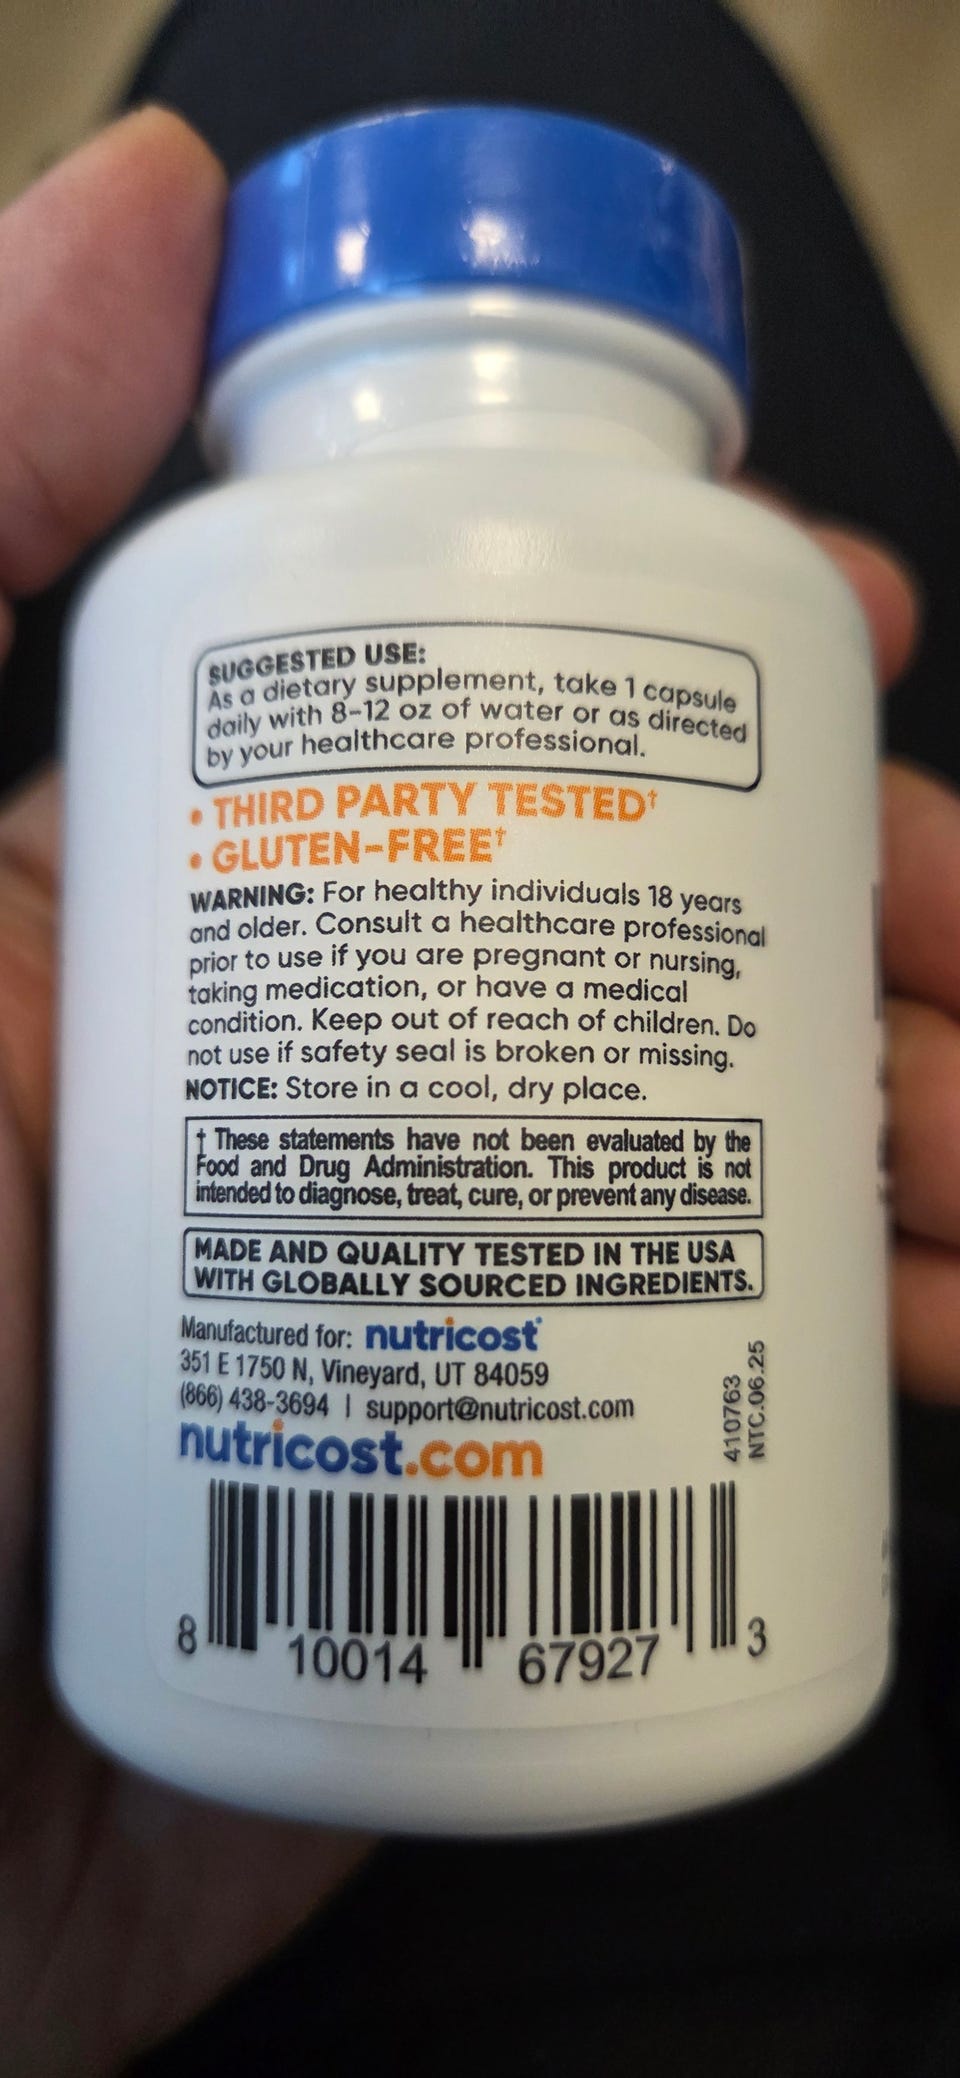 SUGGESTED USE:
As a dietary supplement, take 1 capsule
daily with 8-12 oz of water or as directed
by your healthcare professional.
• THIRD PARTY TESTED†
• GLUTEN-FREE†
WARNING: For healthy individuals 18 years
and older. Consult a healthcare professional
prior to use if you are pregnant or nursing,
taking medication, or have a medical
condition. Keep out of reach of children. Do
not use if safety seal is broken or missing.
NOTICE: Store in a cool, dry place.
† These statements have not been evaluated by the
Food and Drug Administration. This product is not
intended to diagnose, treat, cure, or prevent any disease.
MADE AND QUALITY TESTED IN THE USA
WITH GLOBALLY SOURCED INGREDIENTS.
Manufactured for: nutricost®
351 E 1750 N, Vineyard, UT 84059
(866) 438-3694 | support@nutricost.com
nutricost.com
410763
NTC.06.25
8 10014 67927 3